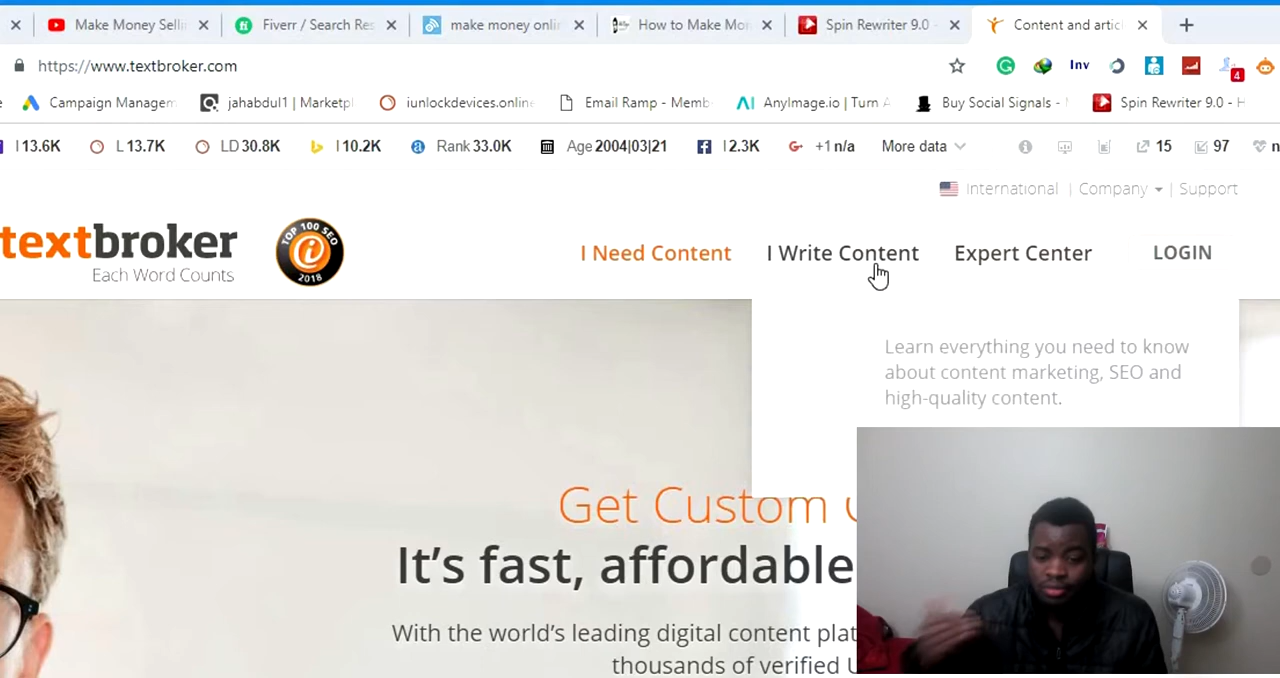 Make Money Selli
Fiverr / Search Res
make money onlin
How to Make Mon
Spin Rewriter 9.0 -
Content and artic
https://www.textbroker.com
Inv
4
Campaign Managem
jahabdul1 | Marketpl
iunlockdevices.online
Email Ramp - Memb
AnyImage.io | Turn A
Buy Social Signals -
Spin Rewriter 9.0 - H
I 13.6K
L 13.7K
LD 30.8K
I 10.2K
Rank 33.0K
Age 2004|03|21
I 2.3K
+1 n/a
More data
15
97
n
International | Company | Support
textbroker
Each Word Counts
TOP 100 SEO
2018
I Need Content
I Write Content
Expert Center
LOGIN
Learn everything you need to know
about content marketing, SEO and
high-quality content.
Get Custom
It's fast, affordable
With the world's leading digital content plat
thousands of verified U